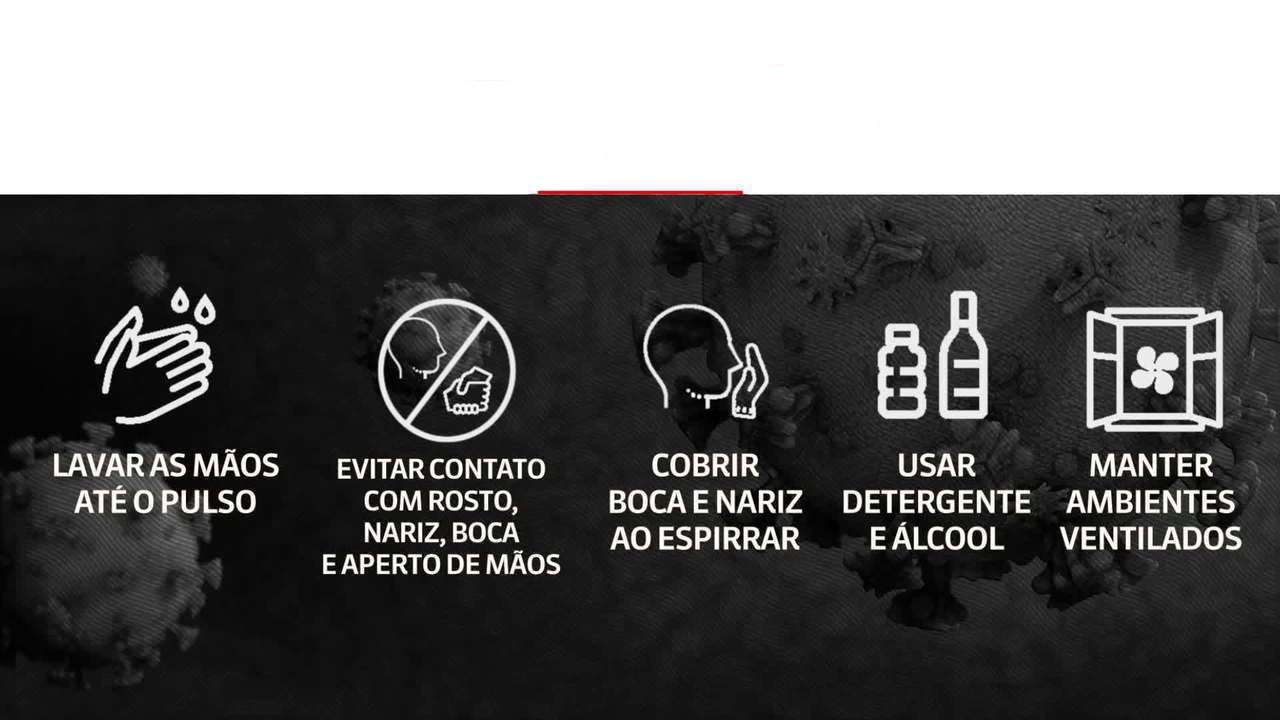 LAVAR AS MÃOS
ATÉ O PULSO
EVITAR CONTATO
COM ROSTO,
NARIZ, BOCA
E APERTO DE MÃOS
COBRIR
BOCA E NARIZ
AO ESPIRRAR
USAR
DETERGENTE
E ÁLCOOL
MANTER
AMBIENTES
VENTILADOS